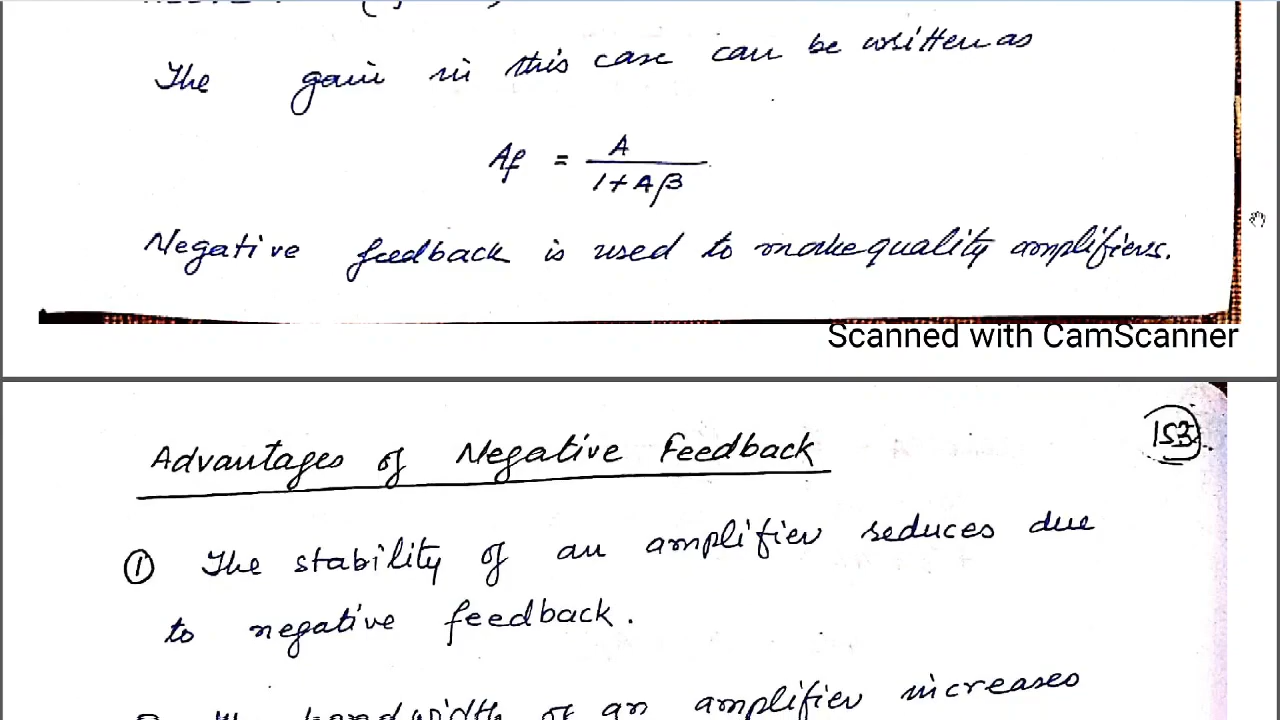 The gain in this case can be written as
Af = A / 1 + Aβ
Negative feedback is used to make quality amplifiers.
Scanned with CamScanner
153
Advantages of Negative Feedback
① The stability of an amplifier reduces due
to negative feedback.
The bandwidth of an amplifier increases